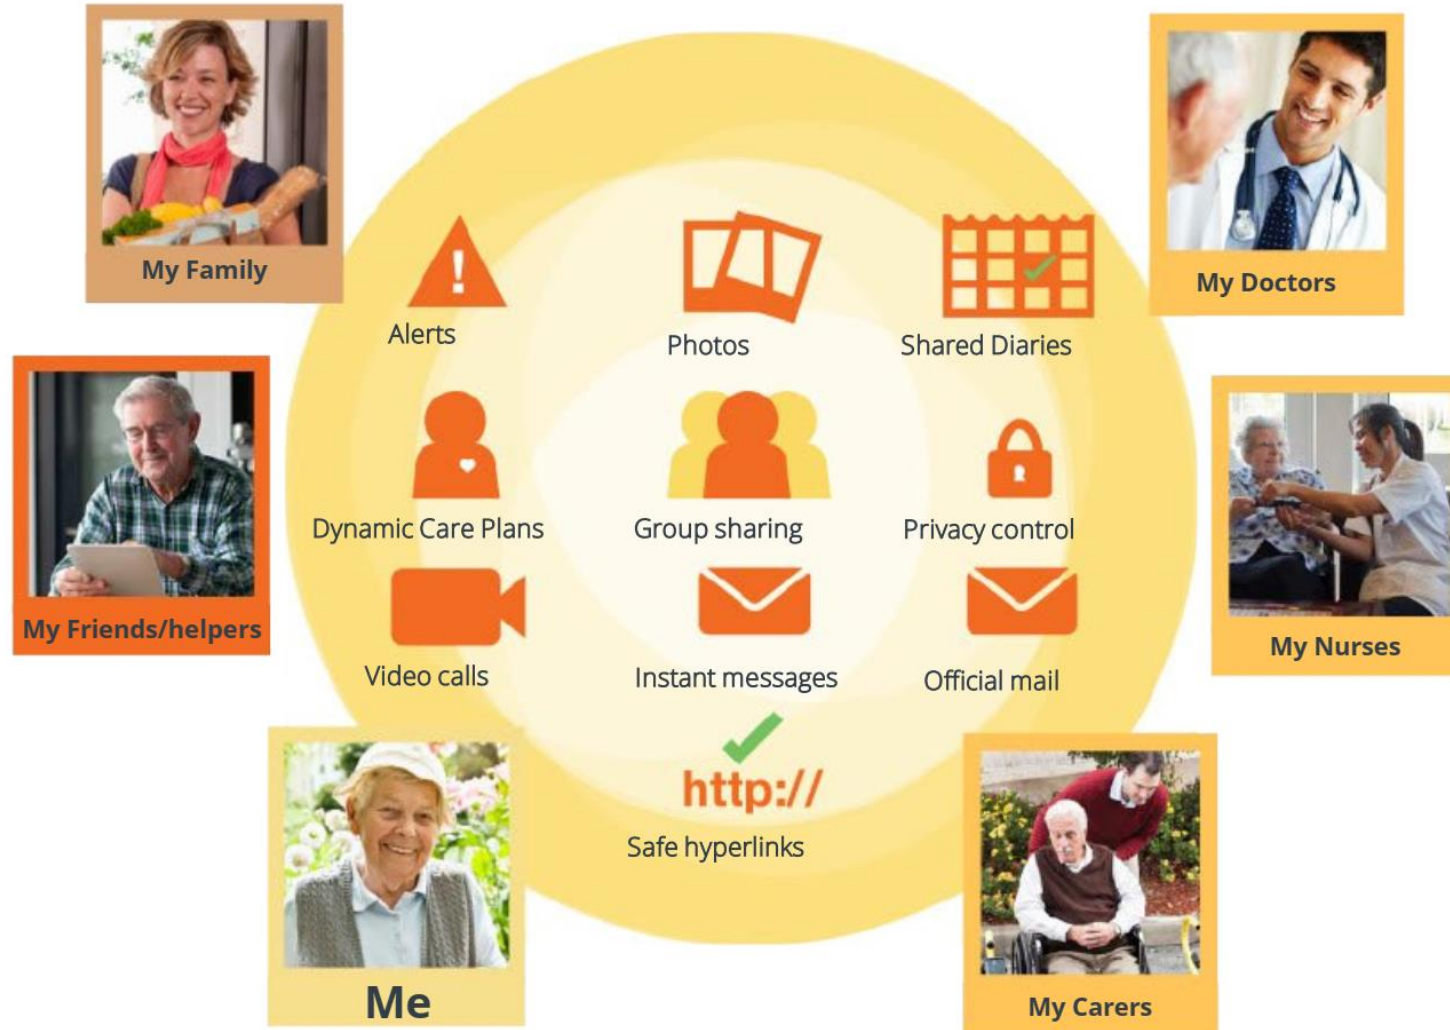 My Family
My Doctors
!
Alerts
Photos
Shared Diaries
My Friends/helpers
Dynamic Care Plans
Group sharing
Privacy control
My Nurses
Video calls
Instant messages
Official mail
http://
Safe hyperlinks
Me
My Carers